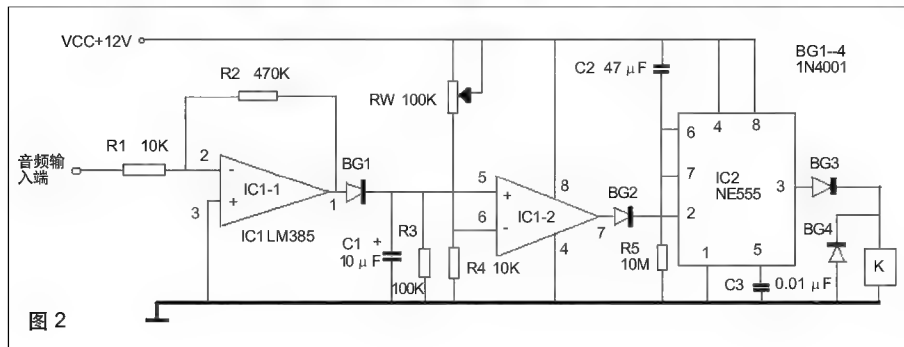 VCC+12V
BG1--4
1N4001
R2 470K
C2 47 μF
RW 100K
6
4
8
R1 10K
音频输
入端
2
-
3
+
IC1-1
1
IC1 LM385
BG1
5
+
6
-
IC1-2
8
4
7
BG2
7
2
IC2
NE555
3
BG3
1
5
BG4
C1 +
10 μF
R3
100K
R4 10K
R5
10M
C3 0.01 μF
K
图 2